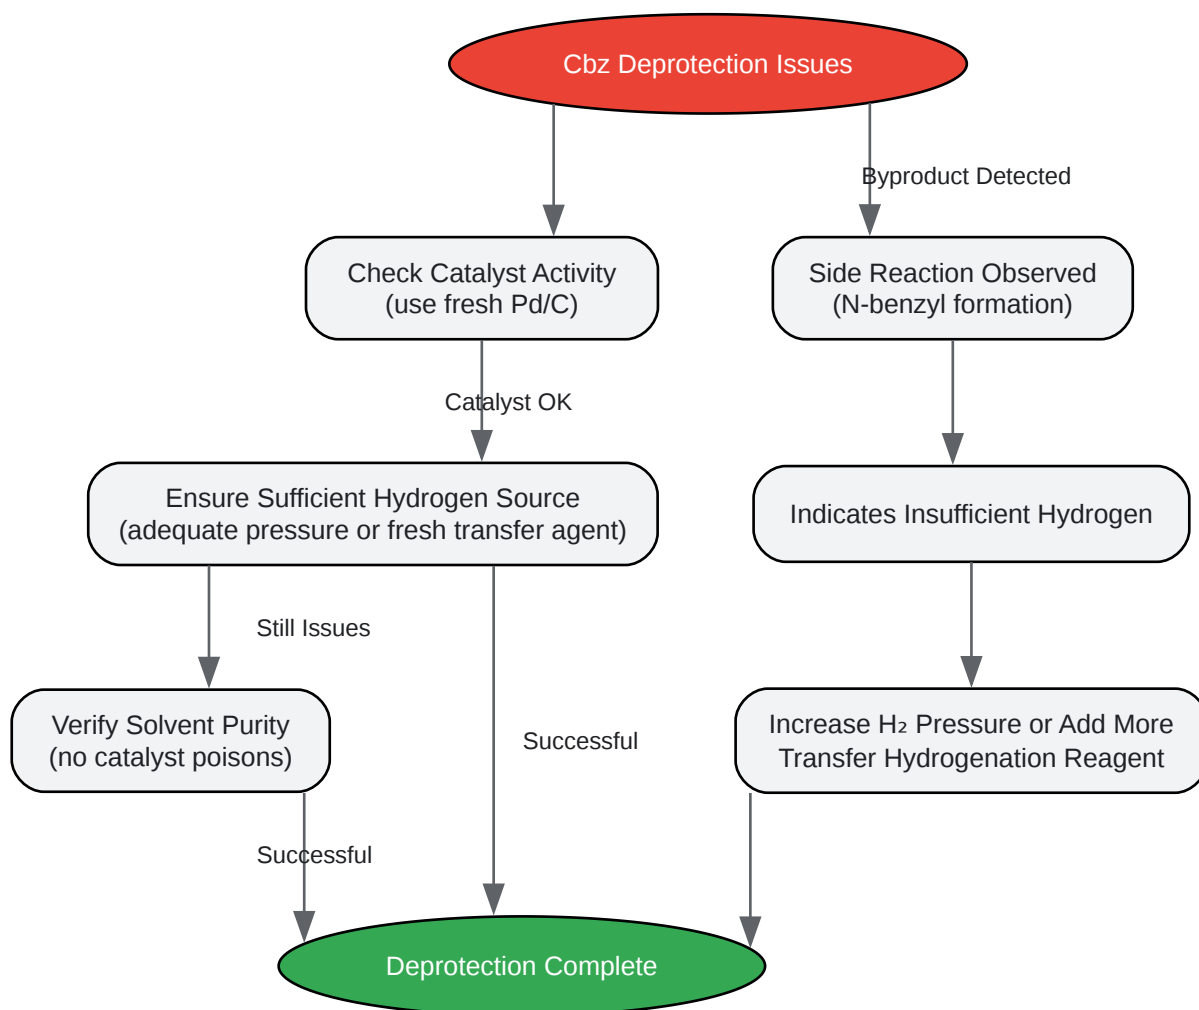 Cbz Deprotection Issues
Byproduct Detected
Check Catalyst Activity
(use fresh Pd/C)
Side Reaction Observed
(N-benzyl formation)
Catalyst OK
Ensure Sufficient Hydrogen Source
(adequate pressure or fresh transfer agent)
Indicates Insufficient Hydrogen
Still Issues
Verify Solvent Purity
(no catalyst poisons)
Successful
Increase H₂ Pressure or Add More
Transfer Hydrogenation Reagent
Successful
Deprotection Complete